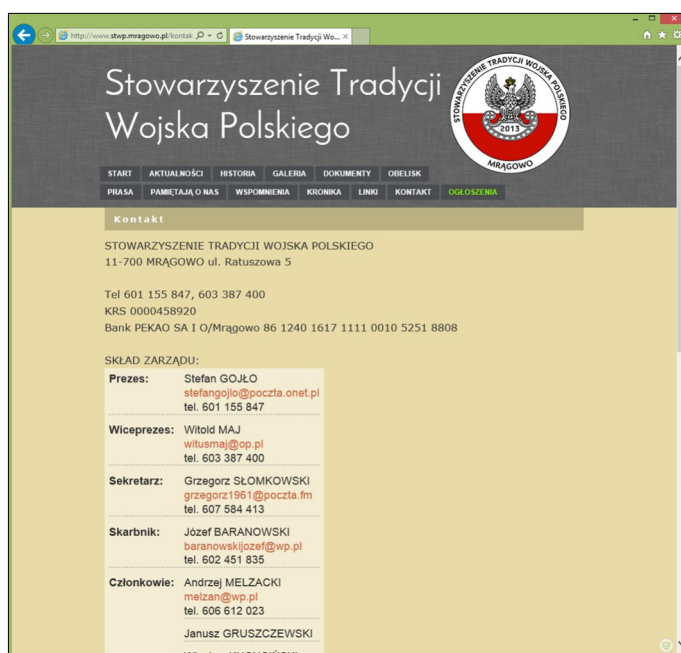 http://www.stwp.mragowo.pl/kontak
Stowarzyszenie Tradycji Wo...
Stowarzyszenie Tradycji
Wojska Polskiego
STOWARZYSZENIE TRADYCJI WOJSKA POLSKIEGO
2013
MRĄGOWO
START AKTUALNOŚCI HISTORIA GALERIA DOKUMENTY OBELISK
PRASA PAMIĘTAJĄ O NAS WSPOMNIENIA KRONIKA LINKI KONTAKT OGŁOSZENIA
Kontakt
STOWARZYSZENIE TRADYCJI WOJSKA POLSKIEGO
11-700 MRĄGOWO ul. Ratuszowa 5
Tel 601 155 847, 603 387 400
KRS 0000458920
Bank PEKAO SA I O/Mrągowo 86 1240 1617 1111 0010 5251 8808
SKŁAD ZARZĄDU:
Prezes: Stefan GOJŁO
stefangojlo@poczta.onet.pl
tel. 601 155 847
Wiceprezes: Witold MAJ
witusmaj@op.pl
tel. 603 387 400
Sekretarz: Grzegorz SŁOMKOWSKI
grzegorz1961@poczta.fm
tel. 607 584 413
Skarbnik: Józef BARANOWSKI
baranowskijozef@wp.pl
tel. 602 451 835
Członkowie: Andrzej MELZACKI
melzan@wp.pl
tel. 606 612 023
Janusz GRUSZCZEWSKI